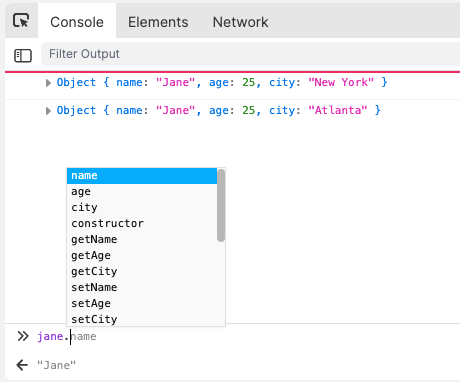 Console Elements Network
Filter Output
Object { name: "Jane", age: 25, city: "New York" }
Object { name: "Jane", age: 25, city: "Atlanta" }
name
age
city
constructor
getName
getAge
getCity
setName
setAge
setCity
jane.name
"Jane"